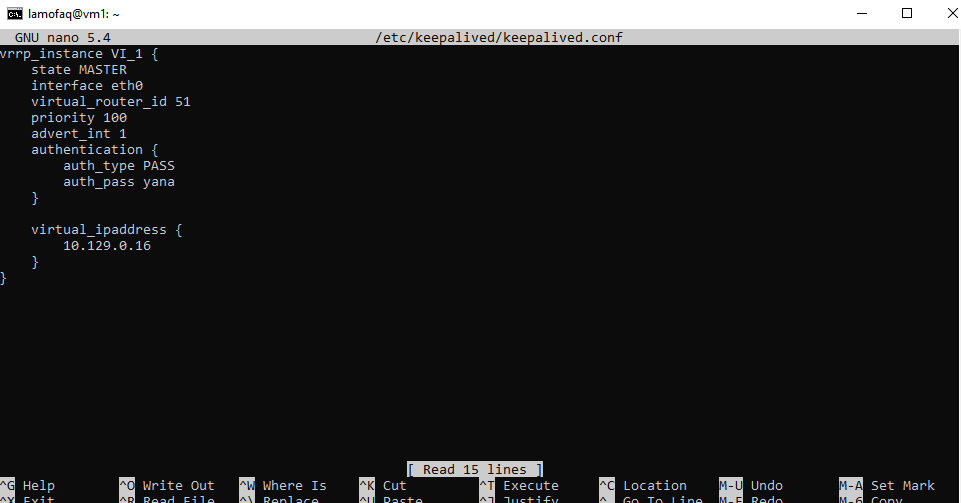 lamofaq@vm1: ~
GNU nano 5.4 /etc/keepalived/keepalived.conf
vrrp_instance VI_1 {
    state MASTER
    interface eth0
    virtual_router_id 51
    priority 100
    advert_int 1
    authentication {
        auth_type PASS
        auth_pass yana
    }

    virtual_ipaddress {
        10.129.0.16
    }
}
[ Read 15 lines ]
^G Help ^O Write Out ^W Where Is ^K Cut ^T Execute ^C Location M-U Undo M-A Set Mark
^X Exit ^R Read File ^\ Replace ^U Paste ^J Justify ^_ Go To Line M-E Redo M-6 Copy